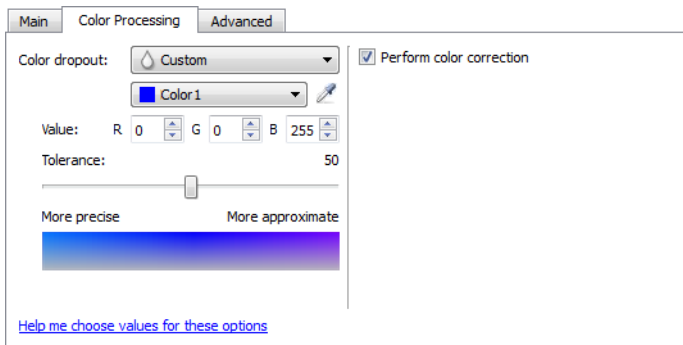 Main Color Processing Advanced
Color dropout: Custom
Perform color correction
Color1
Value: R 0 G 0 B 255
Tolerance: 50
More precise More approximate
Help me choose values for these options